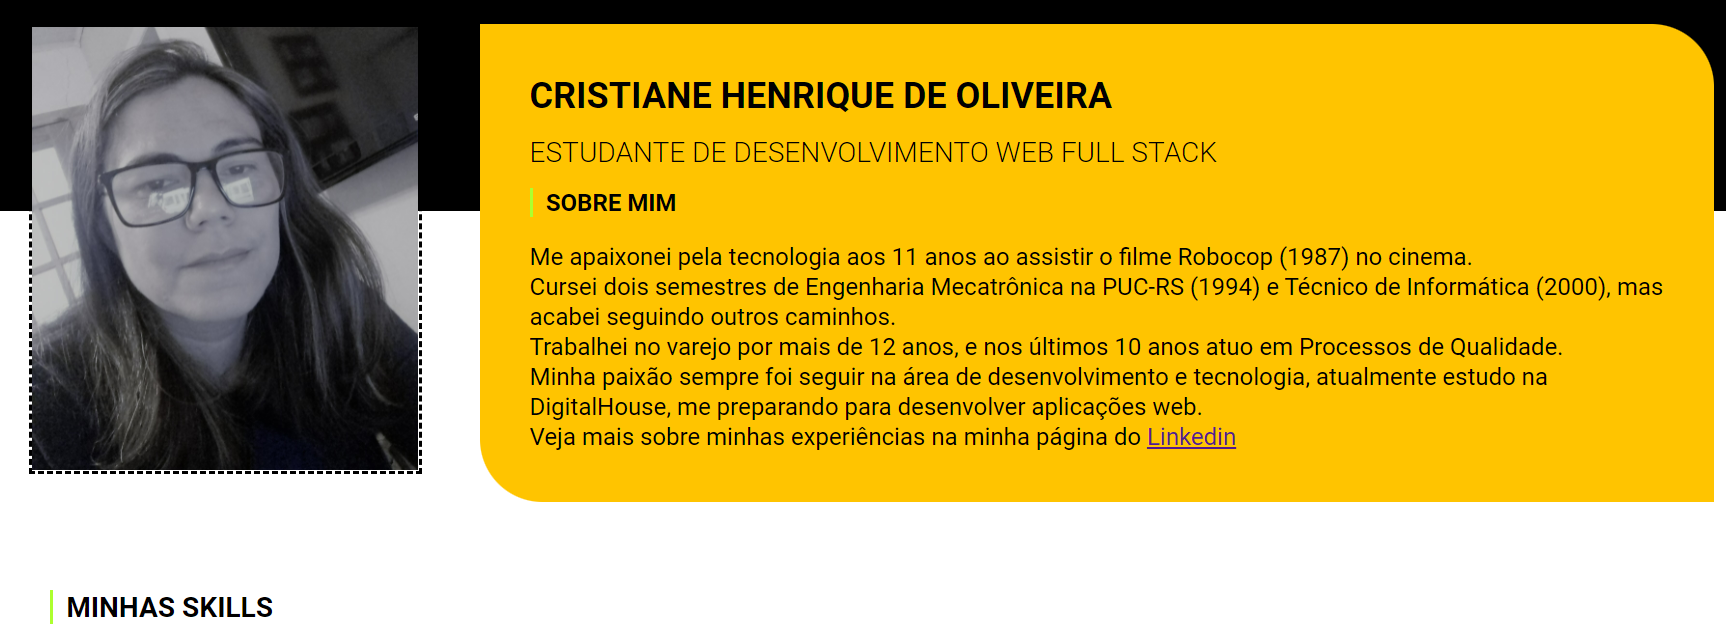 CRISTIANE HENRIQUE DE OLIVEIRA
ESTUDANTE DE DESENVOLVIMENTO WEB FULL STACK
SOBRE MIM
Me apaixonei pela tecnologia aos 11 anos ao assistir o filme Robocop (1987) no cinema.
Cursei dois semestres de Engenharia Mecatrônica na PUC-RS (1994) e Técnico de Informática (2000), mas
acabei seguindo outros caminhos.
Trabalhei no varejo por mais de 12 anos, e nos últimos 10 anos atuo em Processos de Qualidade.
Minha paixão sempre foi seguir na área de desenvolvimento e tecnologia, atualmente estudo na
DigitalHouse, me preparando para desenvolver aplicações web.
Veja mais sobre minhas experiências na minha página do Linkedin
MINHAS SKILLS